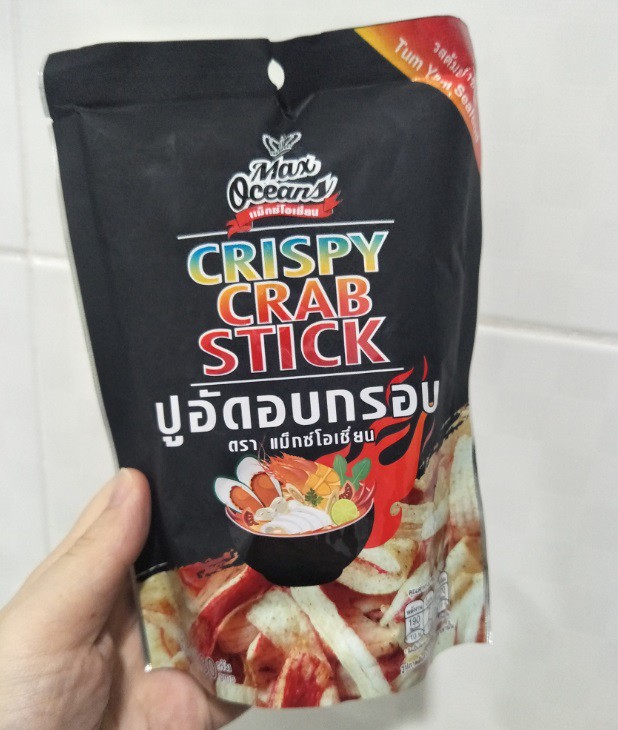 Tum Yum Seafood
Max
Oceans
แม็กซ์โอเชี่ยน
CRISPY
CRAB
STICK
ปูอัดอบกรอบ
ตรา แม็กซ์โอเชี่ยน
190